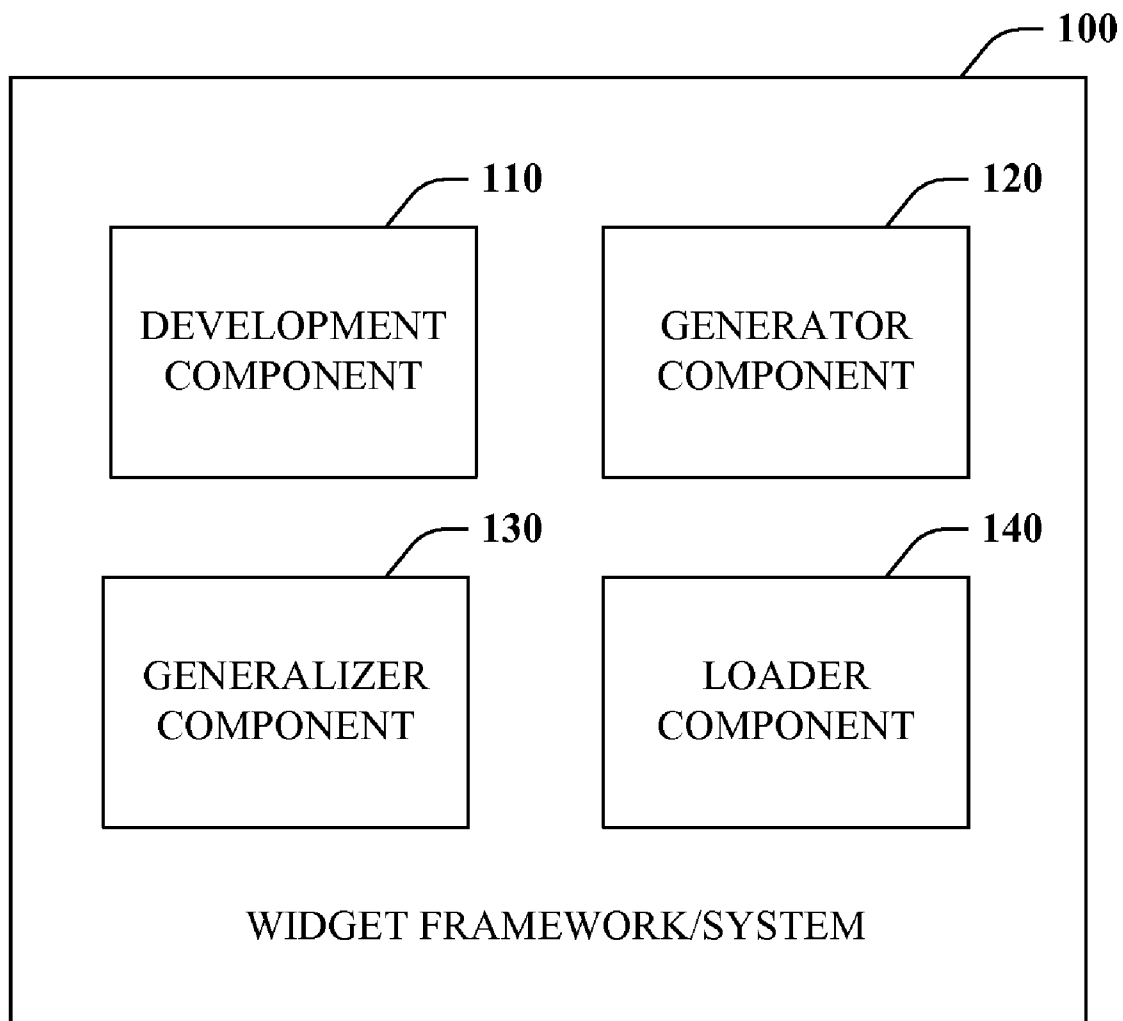 100
110
120
DEVELOPMENT
COMPONENT
GENERATOR
COMPONENT
130
140
GENERALIZER
COMPONENT
LOADER
COMPONENT
WIDGET FRAMEWORK/SYSTEM